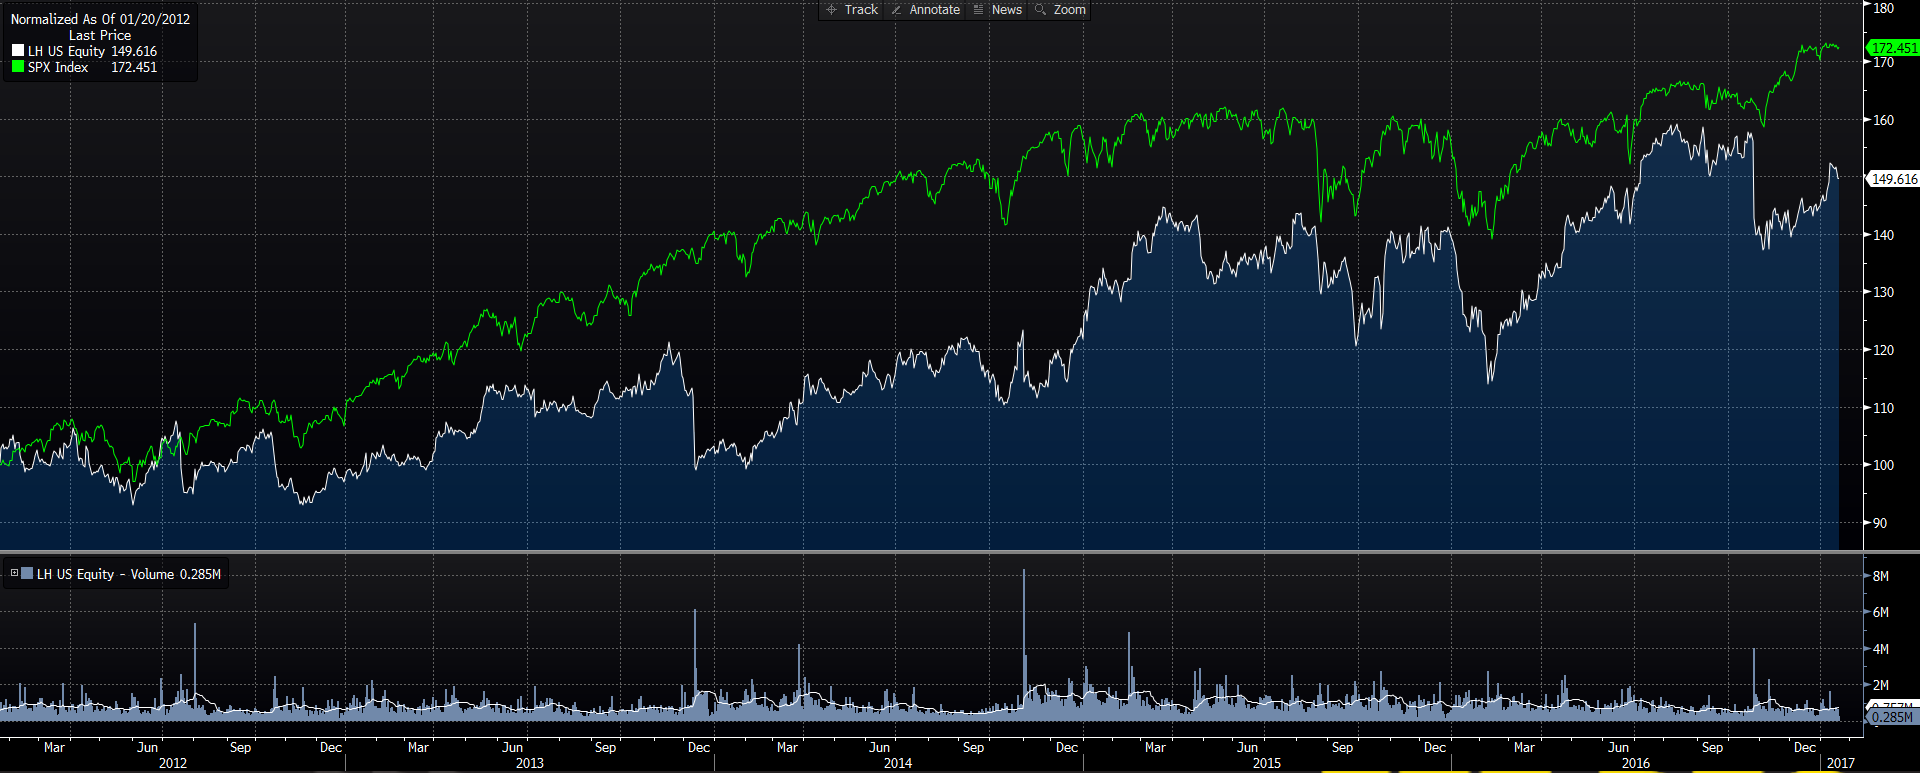 Track Annotate News Zoom
Normalized As Of 01/20/2012
Last Price
LH US Equity 149.616
SPX Index 172.451
180
172.451
170
160
149.616
140
130
120
110
100
90
LH US Equity - Volume 0.285M
8M
6M
4M
2M
0.285M
Mar Jun Sep Dec Mar Jun Sep Dec Mar Jun Sep Dec Mar Jun Sep Dec Mar Jun Sep Dec
2012 2013 2014 2015 2016 2017